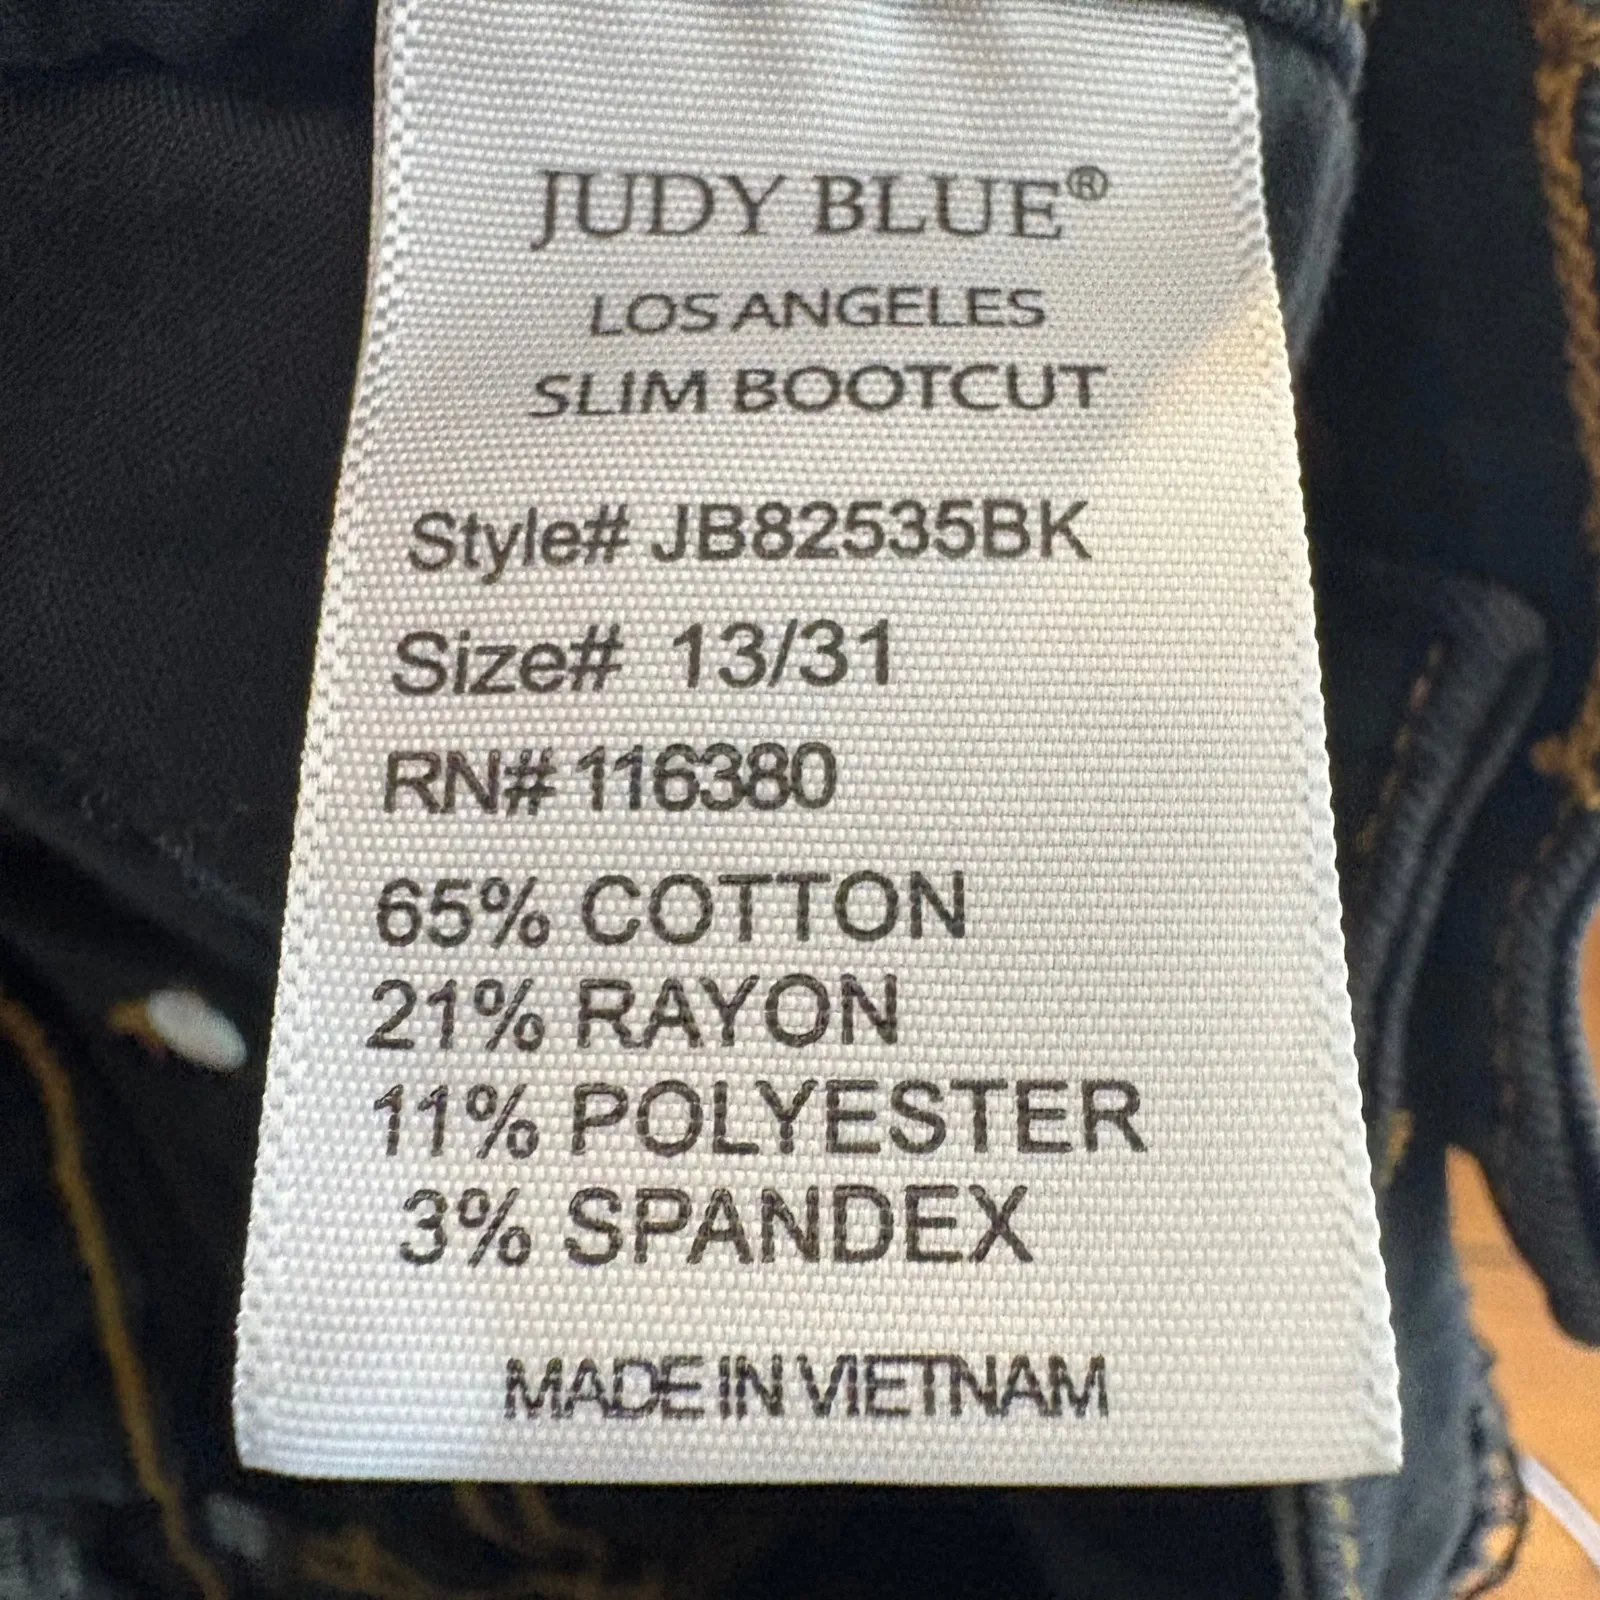 JUDY BLUE®
LOS ANGELES
SLIM BOOTCUT
Style# JB82535BK
Size# 13/31
RN# 116380
65% COTTON
21% RAYON
11% POLYESTER
3% SPANDEX
MADE IN VIETNAM